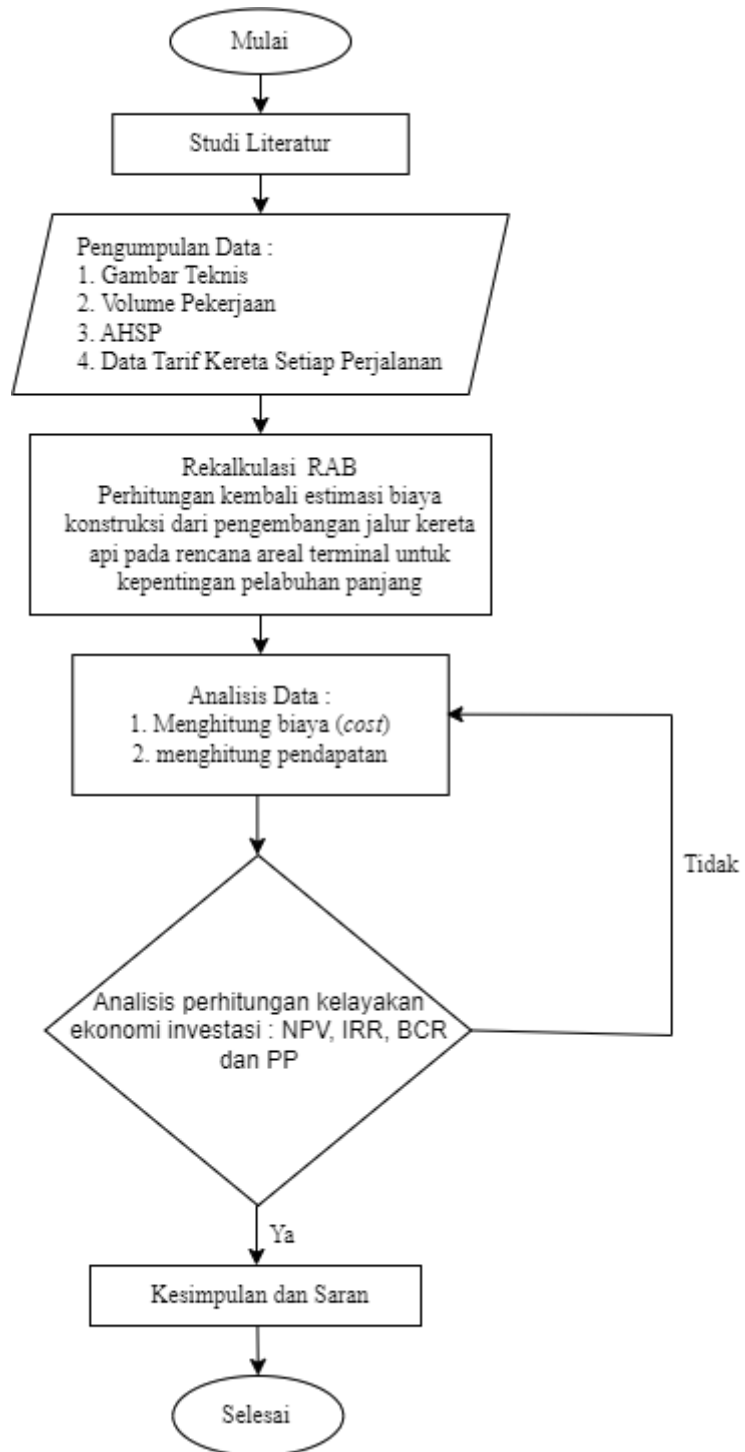 Mulai
Studi Literatur
Pengumpulan Data :
1. Gambar Teknis
2. Volume Pekerjaan
3. AHSP
4. Data Tarif Kereta Setiap Perjalanan
Rekalkulasi RAB
Perhitungan kembali estimasi biaya
konstruksi dari pengembangan jalur kereta
api pada rencana areal terminal untuk
kepentingan pelabuhan panjang
Analisis Data :
1. Menghitung biaya (cost)
2. menghitung pendapatan
Tidak
Analisis perhitungan kelayakan
ekonomi investasi : NPV, IRR, BCR
dan PP
Ya
Kesimpulan dan Saran
Selesai